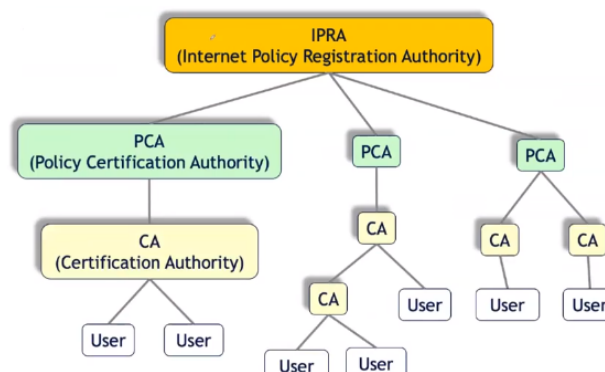 IPRA
(Internet Policy Registration Authority)
PCA
(Policy Certification Authority)
PCA
PCA
CA
(Certification Authority)
CA
CA
CA
CA
User
User
User
User
User
User
User